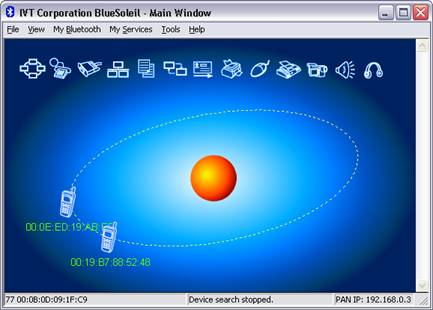 IVT Corporation BlueSoleil - Main Window
File View My Bluetooth My Services Tools Help
00:0E:ED:19:AB:
00:19:B7:88:52:48
77 00:0B:0D:09:1F:C9 Device search stopped. PAN IP: 192.168.0.3